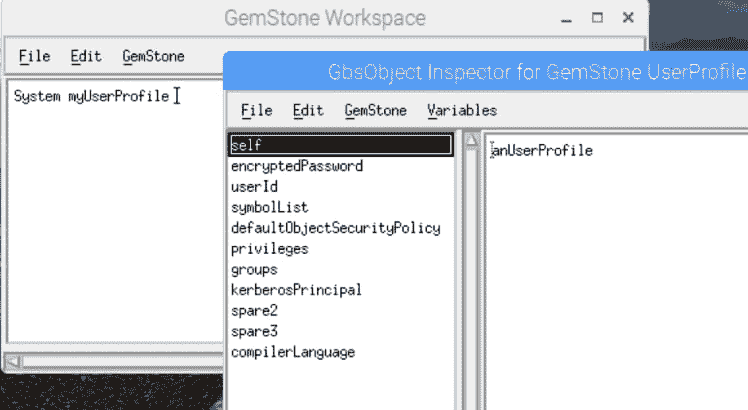 GemStone Workspace
File Edit GemStone
System myUserProfile
GbsObject Inspector for GemStone UserProfile
File Edit GemStone Variables
self
encryptedPassword
userId
symbolList
defaultObjectSecurityPolicy
privileges
groups
kerberosPrincipal
spare2
spare3
compilerLanguage
anUserProfile